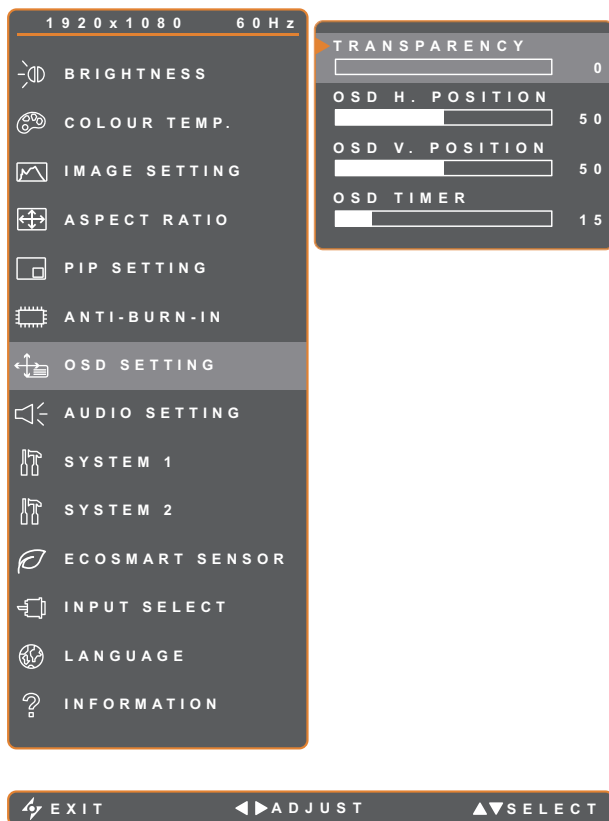 1920x1080 60Hz
BRIGHTNESS
COLOUR TEMP.
IMAGE SETTING
ASPECT RATIO
PIP SETTING
ANTI-BURN-IN
OSD SETTING
AUDIO SETTING
SYSTEM 1
SYSTEM 2
ECOSMART SENSOR
INPUT SELECT
LANGUAGE
INFORMATION
TRANSPARENCY
0
OSD H. POSITION
50
OSD V. POSITION
50
OSD TIMER
15
EXIT ADJUST SELECT